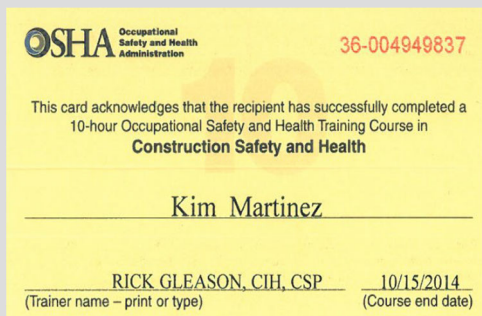 OSHA
Occupational
Safety and Health
Administration
36-004949837
10
This card acknowledges that the recipient has successfully completed a
10-hour Occupational Safety and Health Training Course in
Construction Safety and Health
Kim Martinez
RICK GLEASON, CIH, CSP 10/15/2014
(Trainer name – print or type) (Course end date)